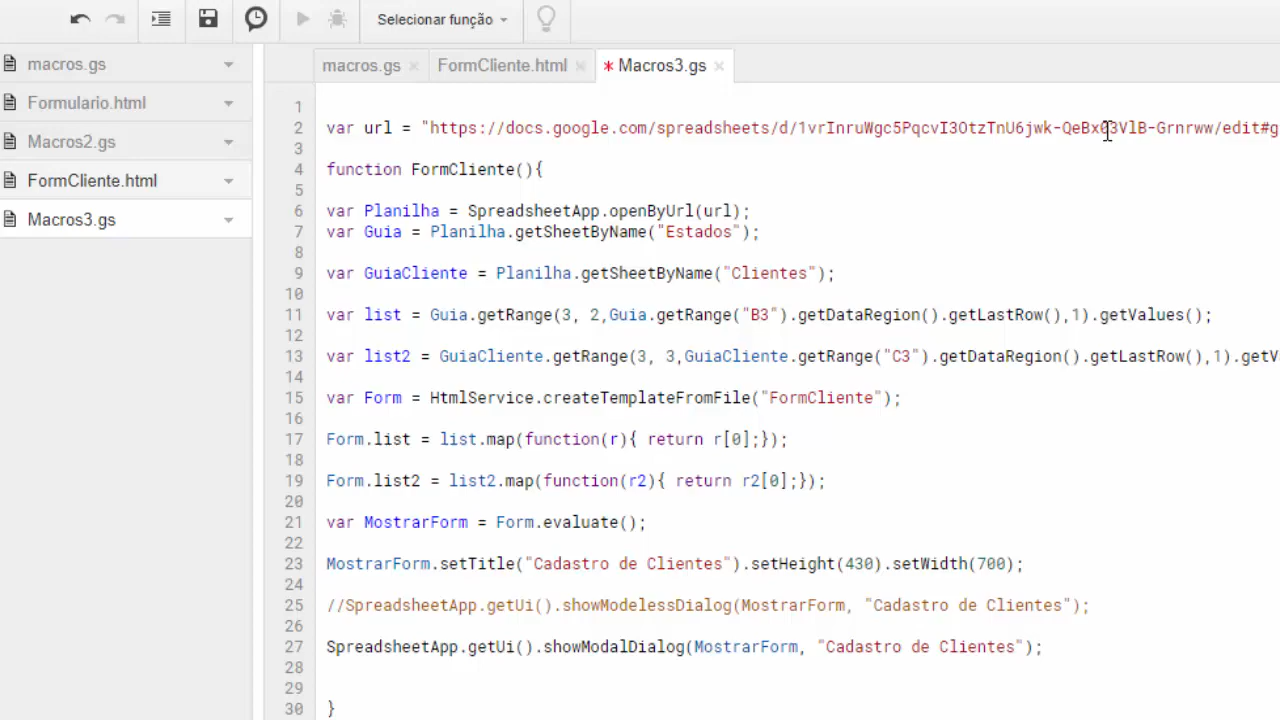 Selecionar função
macros.gs
Formulario.html
Macros2.gs
FormCliente.html
Macros3.gs
macros.gs ×
FormCliente.html ×
* Macros3.gs ×
1
2 var url = "https://docs.google.com/spreadsheets/d/1vrInruWgc5PqcvI3OtzTnU6jwk-QeBx03VlB-Grnrww/edit#g
3
4 function FormCliente(){
5
6 var Planilha = SpreadsheetApp.openByUrl(url);
7 var Guia = Planilha.getSheetByName("Estados");
8
9 var GuiaCliente = Planilha.getSheetByName("Clientes");
10
11 var list = Guia.getRange(3, 2,Guia.getRange("B3").getDataRegion().getLastRow(),1).getValues();
12
13 var list2 = GuiaCliente.getRange(3, 3,GuiaCliente.getRange("C3").getDataRegion().getLastRow(),1).getV
14
15 var Form = HtmlService.createTemplateFromFile("FormCliente");
16
17 Form.list = list.map(function(r){ return r[0];});
18
19 Form.list2 = list2.map(function(r2){ return r2[0];});
20
21 var MostrarForm = Form.evaluate();
22
23 MostrarForm.setTitle("Cadastro de Clientes").setHeight(430).setWidth(700);
24
25 //SpreadsheetApp.getUi().showModelessDialog(MostrarForm, "Cadastro de Clientes");
26
27 SpreadsheetApp.getUi().showModalDialog(MostrarForm, "Cadastro de Clientes");
28
29
30 }